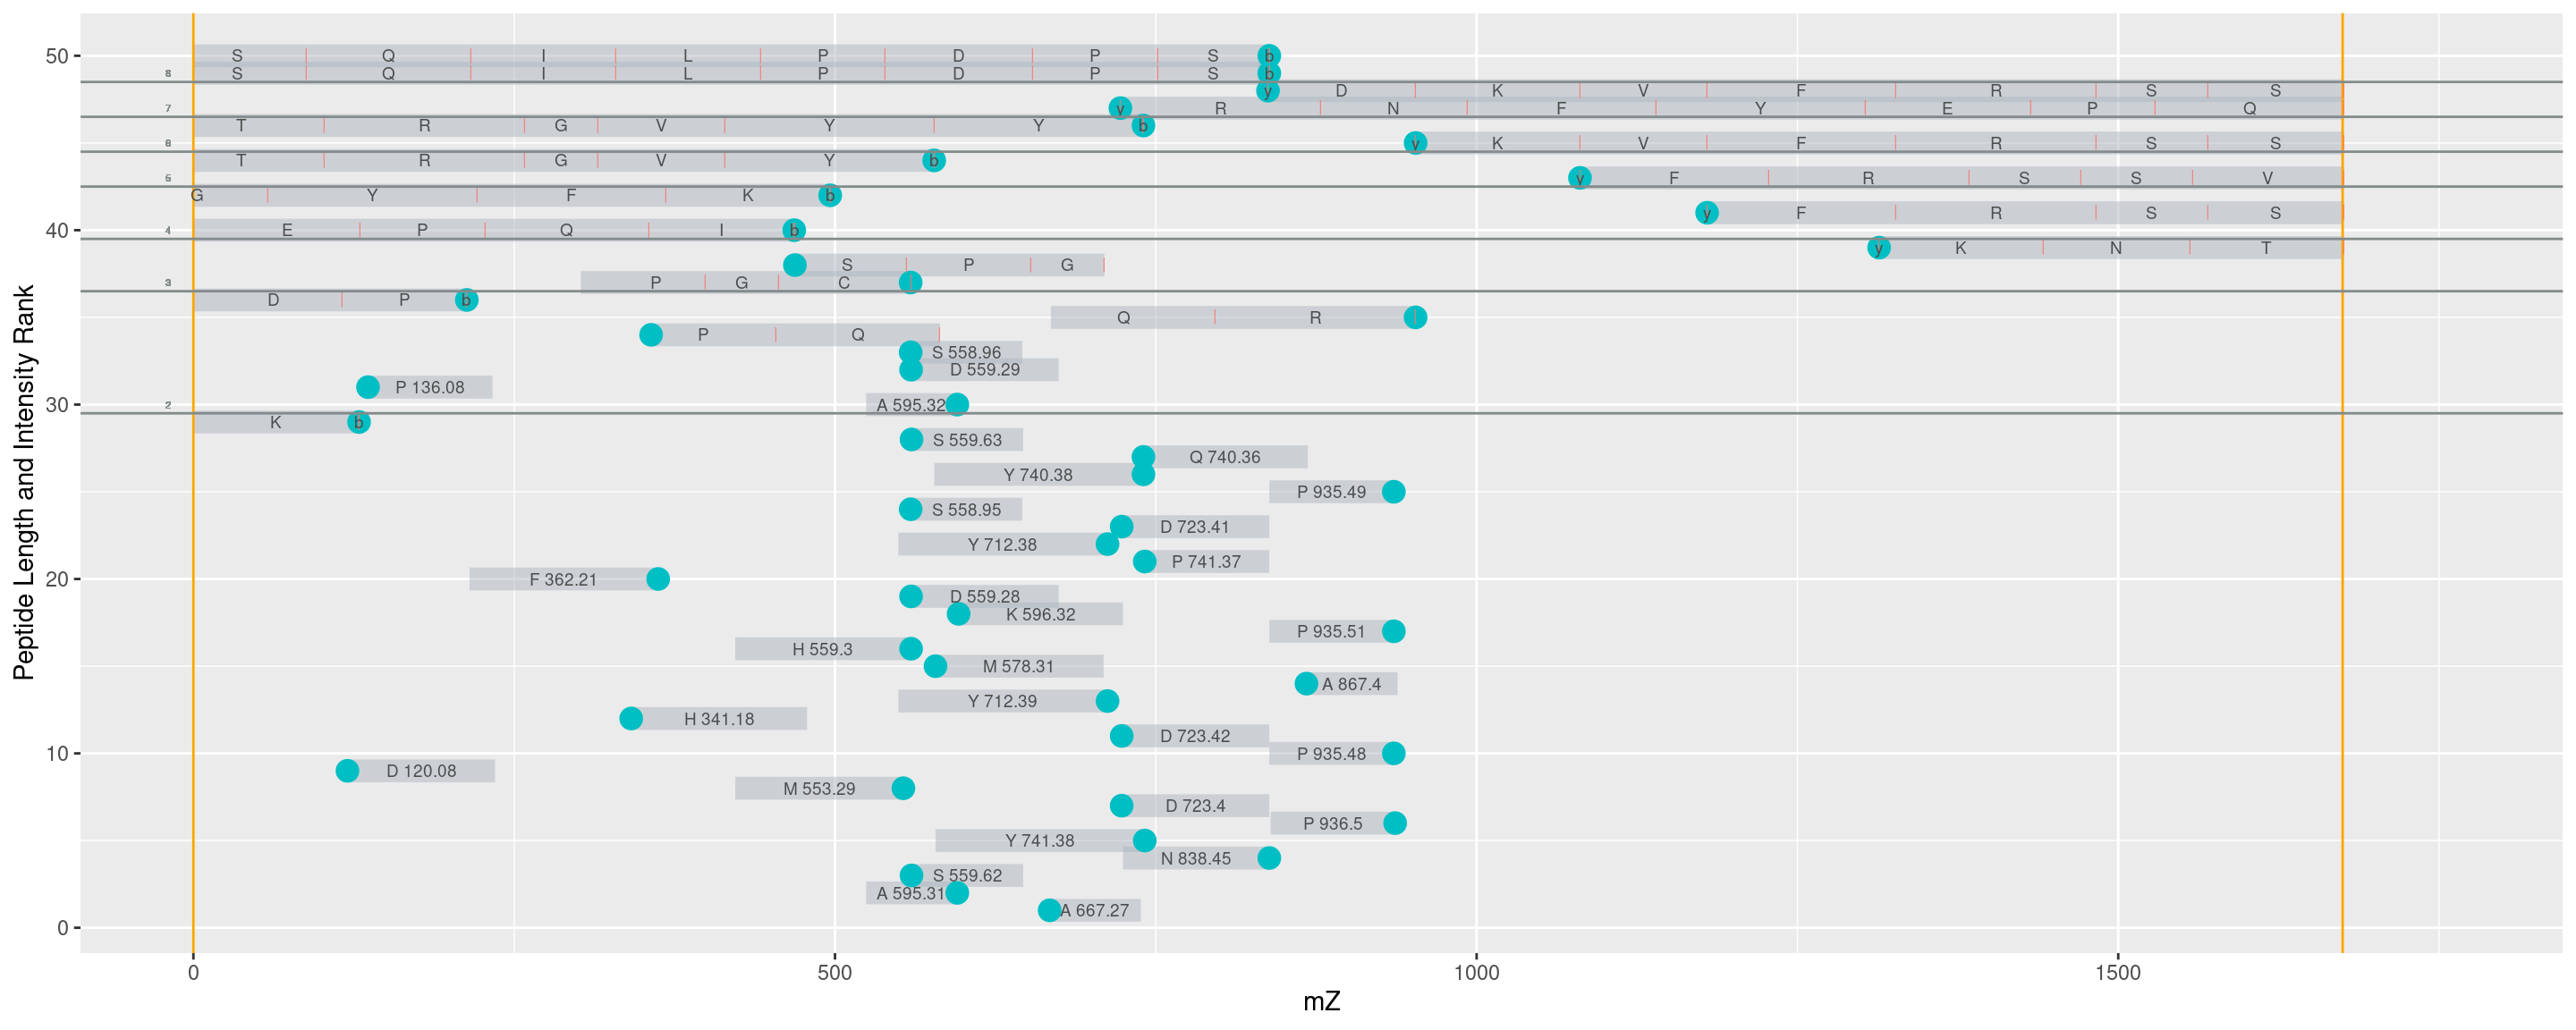 50
S Q I L P D P S b
8
S Q I L P D P S b
y D K V F R S S
7
y R N F Y E P Q
T R G V Y Y b
6
y K V F R S S
T R G V Y b
5
y F R S S V
G Y F K b
y F R S S
40
4
E P Q I b
y K N T
S P G
3
P G C
D P b
Q R
P Q
S 558.96
D 559.29
P 136.08
30
2
A 595.32
K b
S 559.63
Q 740.36
Y 740.38
P 935.49
S 558.95
D 723.41
Y 712.38
P 741.37
20
F 362.21
D 559.28
K 596.32
P 935.51
H 559.3
M 578.31
A 867.4
Y 712.39
H 341.18
D 723.42
10
P 935.48
D 120.08
M 553.29
D 723.4
P 936.5
Y 741.38
N 838.45
S 559.62
A 595.31
A 667.27
0
0 500 1000 1500
mZ
Peptide Length and Intensity Rank